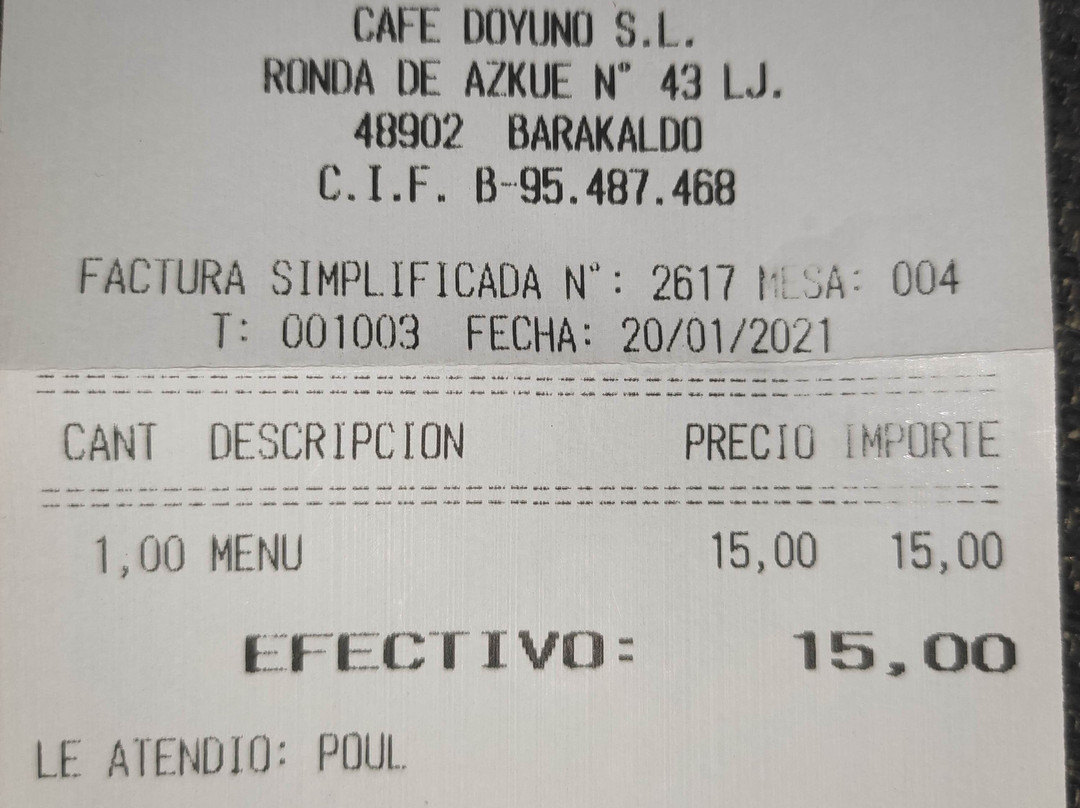 CAFE DOYUNO S.L.
RONDA DE AZKUE N° 43 LJ.
48902 BARAKALDO
C.I.F. B-95.487.468
FACTURA SIMPLIFICADA N°: 2617 MESA: 004
T: 001003 FECHA: 20/01/2021
CANT DESCRIPCION PRECIO IMPORTE
1,00 MENU 15,00 15,00
EFECTIVO: 15,00
LE ATENDIO: POUL